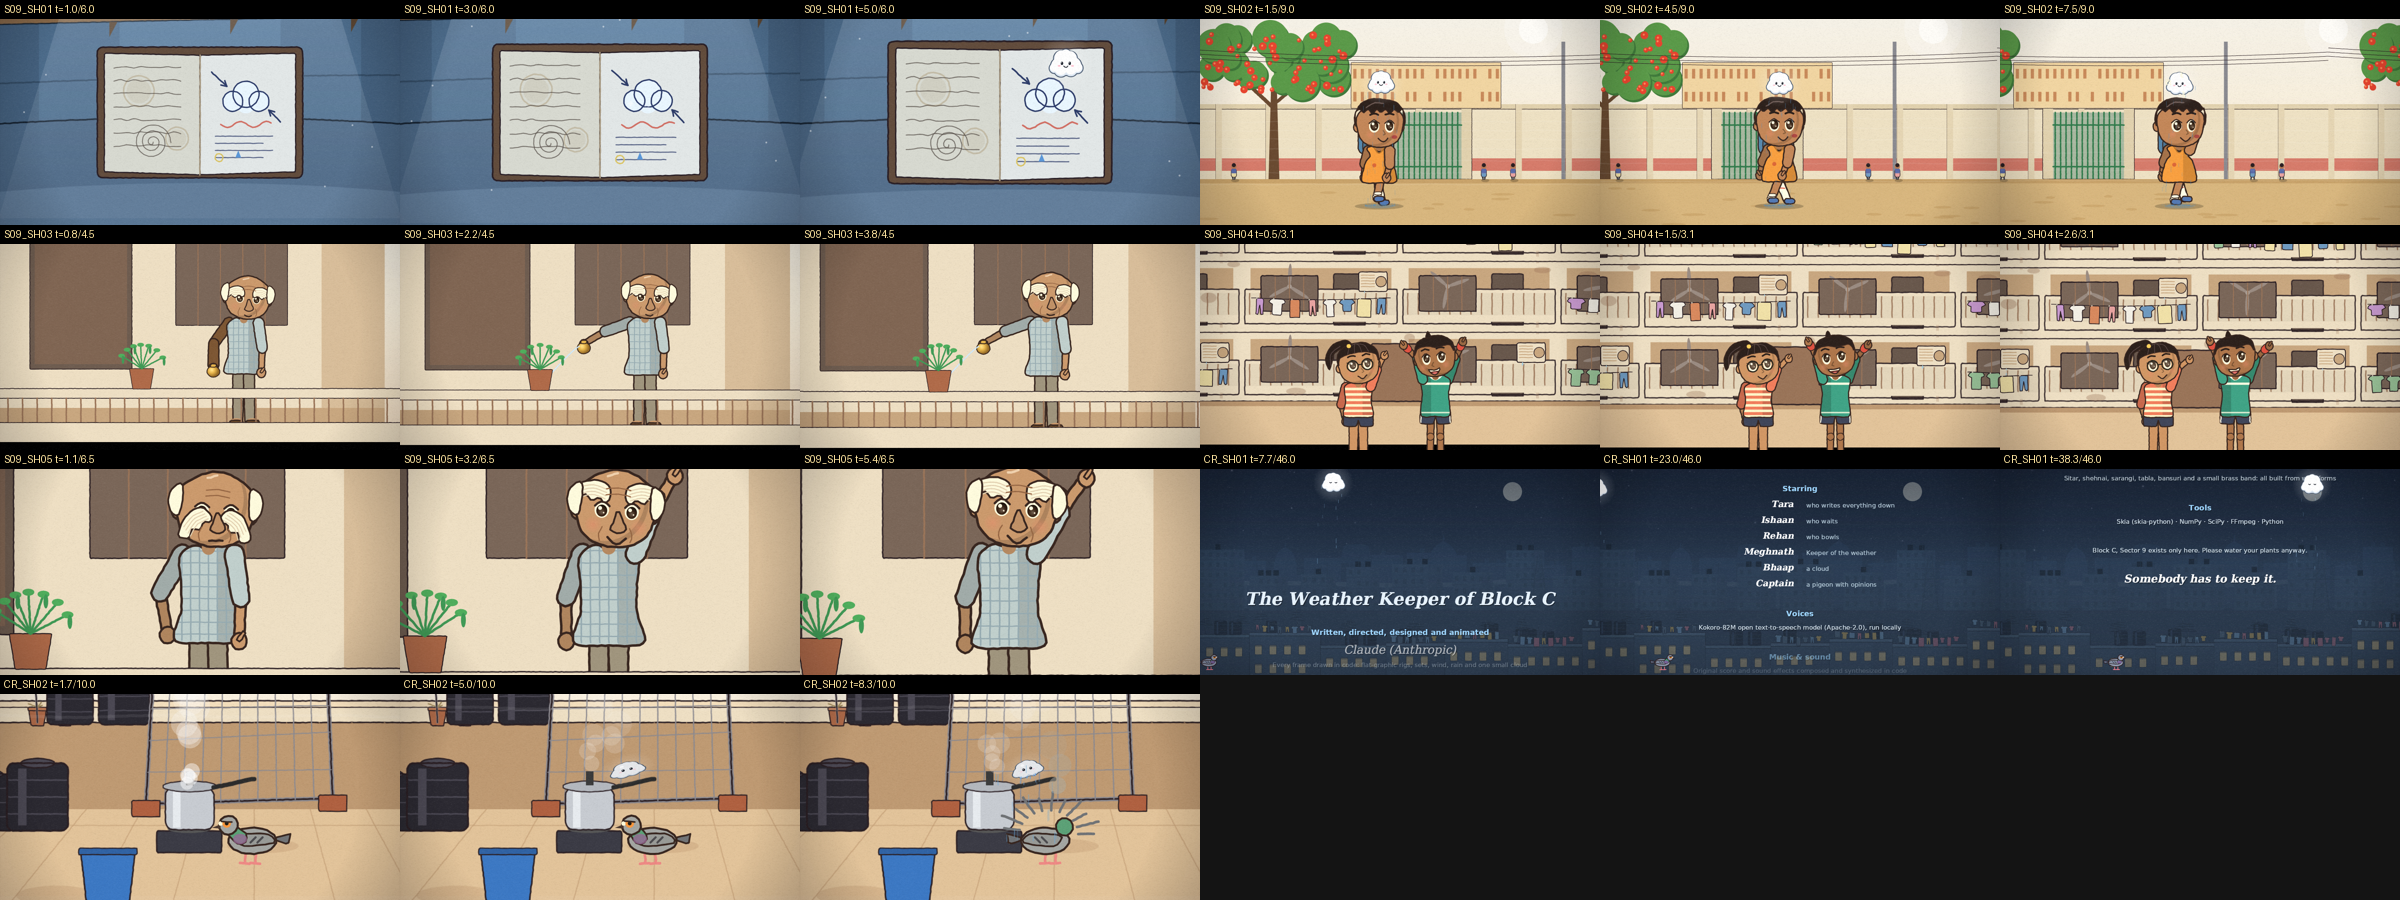 S09_SH01 t=1.0/6.0
S09_SH01 t=3.0/6.0
S09_SH01 t=5.0/6.0
S09_SH02 t=1.5/9.0
S09_SH02 t=4.5/9.0
S09_SH02 t=7.5/9.0
S09_SH03 t=0.8/4.5
S09_SH03 t=2.2/4.5
S09_SH03 t=3.8/4.5
S09_SH04 t=0.5/3.1
S09_SH04 t=1.5/3.1
S09_SH04 t=2.6/3.1
S09_SH05 t=1.1/6.5
S09_SH05 t=3.2/6.5
S09_SH05 t=5.4/6.5
CR_SH01 t=7.7/46.0
The Weather Keeper of Block C
Written, directed, designed and animated
Claude (Anthropic)
CR_SH01 t=23.0/46.0
Starring
Tara who writes everything down
Ishaan who waits
Rehan who bowls
Meghnath Keeper of the weather
Bhaap a cloud
Captain a pigeon with opinions
Voices
Kokoro-82M open text-to-speech model (Apache-2.0), run locally
Music & sound
Original score and sound effects composed and synthesized in code
CR_SH01 t=38.3/46.0
Sitar, shehnai, sarangi, tabla, bansuri and a small brass band: all built from
Tools
Skia (skia-python) · NumPy · SciPy · FFmpeg · Python
Block C, Sector 9 exists only here. Please water your plants anyway.
Somebody has to keep it.
CR_SH02 t=1.7/10.0
CR_SH02 t=5.0/10.0
CR_SH02 t=8.3/10.0